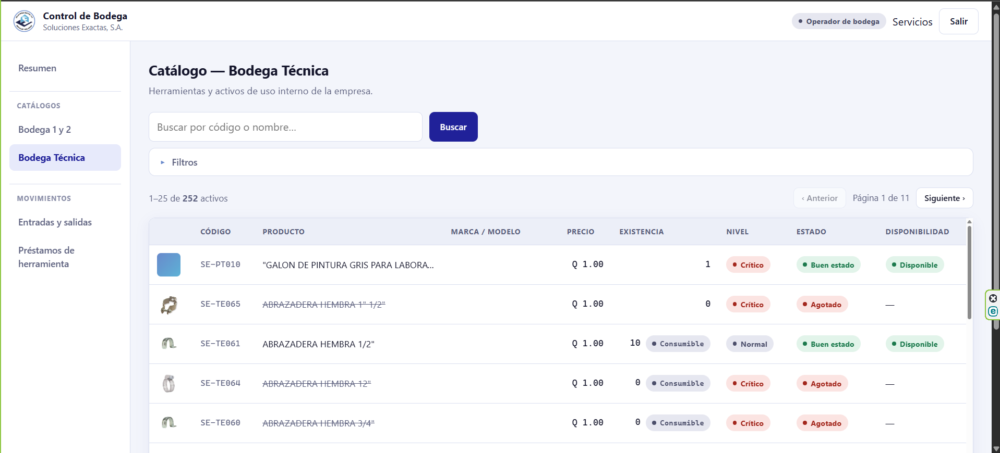 Control de Bodega
Soluciones Exactas, S.A.
Operador de bodega
Servicios
Salir
Resumen
CATÁLOGOS
Bodega 1 y 2
Bodega Técnica
MOVIMIENTOS
Entradas y salidas
Préstamos de
herramienta
Catálogo — Bodega Técnica
Herramientas y activos de uso interno de la empresa.
Buscar por código o nombre...
Buscar
▸ Filtros
1–25 de 252 activos
‹ Anterior
Página 1 de 11
Siguiente ›
CÓDIGO PRODUCTO MARCA / MODELO PRECIO EXISTENCIA NIVEL ESTADO DISPONIBILIDAD
SE-PT010 "GALON DE PINTURA GRIS PARA LABORA... Q 1.00 1 Crítico Buen estado Disponible
SE-TE065 ABRAZADERA HEMBRA 1" 1/2" Q 1.00 0 Crítico Agotado —
SE-TE061 ABRAZADERA HEMBRA 1/2" Q 1.00 10 Consumible Normal Buen estado Disponible
SE-TE064 ABRAZADERA HEMBRA 12" Q 1.00 0 Consumible Crítico Agotado —
SE-TE060 ABRAZADERA HEMBRA 3/4" Q 1.00 0 Consumible Crítico Agotado —